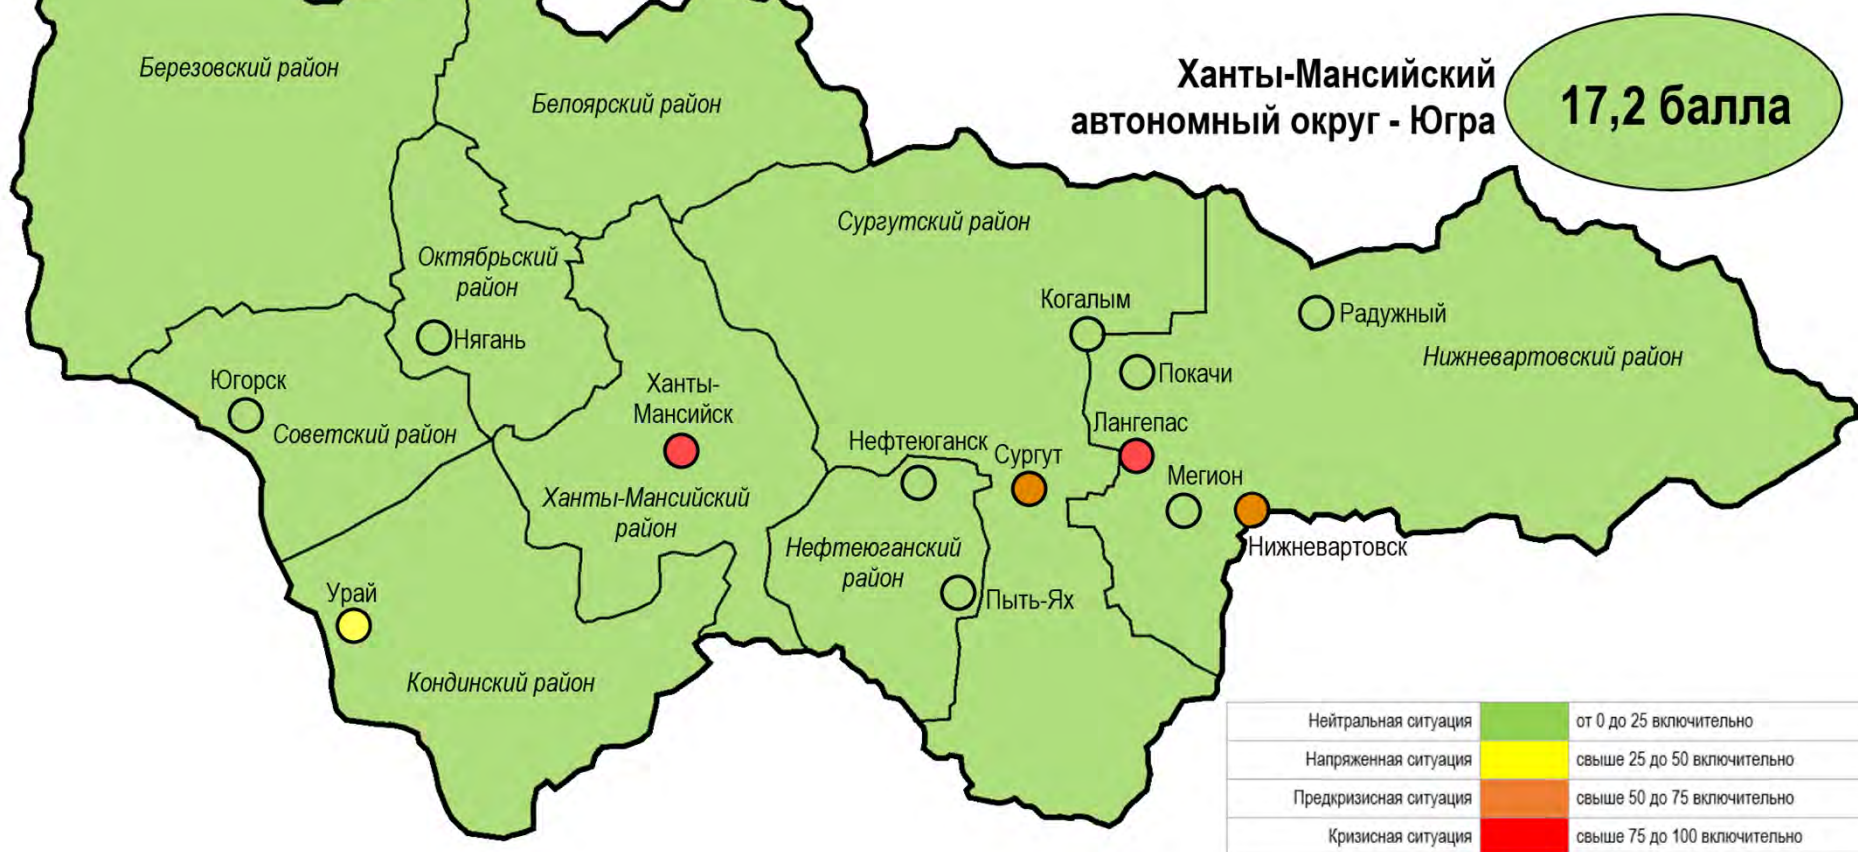 Ханты-Мансийский
автономный округ - Югра
17,2 балла
Березовский район
Белоярский район
Сургутский район
Октябрьский
район
Когалым
Радужный
Нягань
Нижневартовский район
Покачи
Югорск
Ханты-
Мансийск
Советский район
Лангепас
Нефтеюганск
Сургут
Мегион
Ханты-Мансийский
район
Нижневартовск
Нефтеюганский
район
Урай
Пыть-Ях
Кондинский район
Нейтральная ситуация от 0 до 25 включительно
Напряженная ситуация свыше 25 до 50 включительно
Предкризисная ситуация свыше 50 до 75 включительно
Кризисная ситуация свыше 75 до 100 включительно